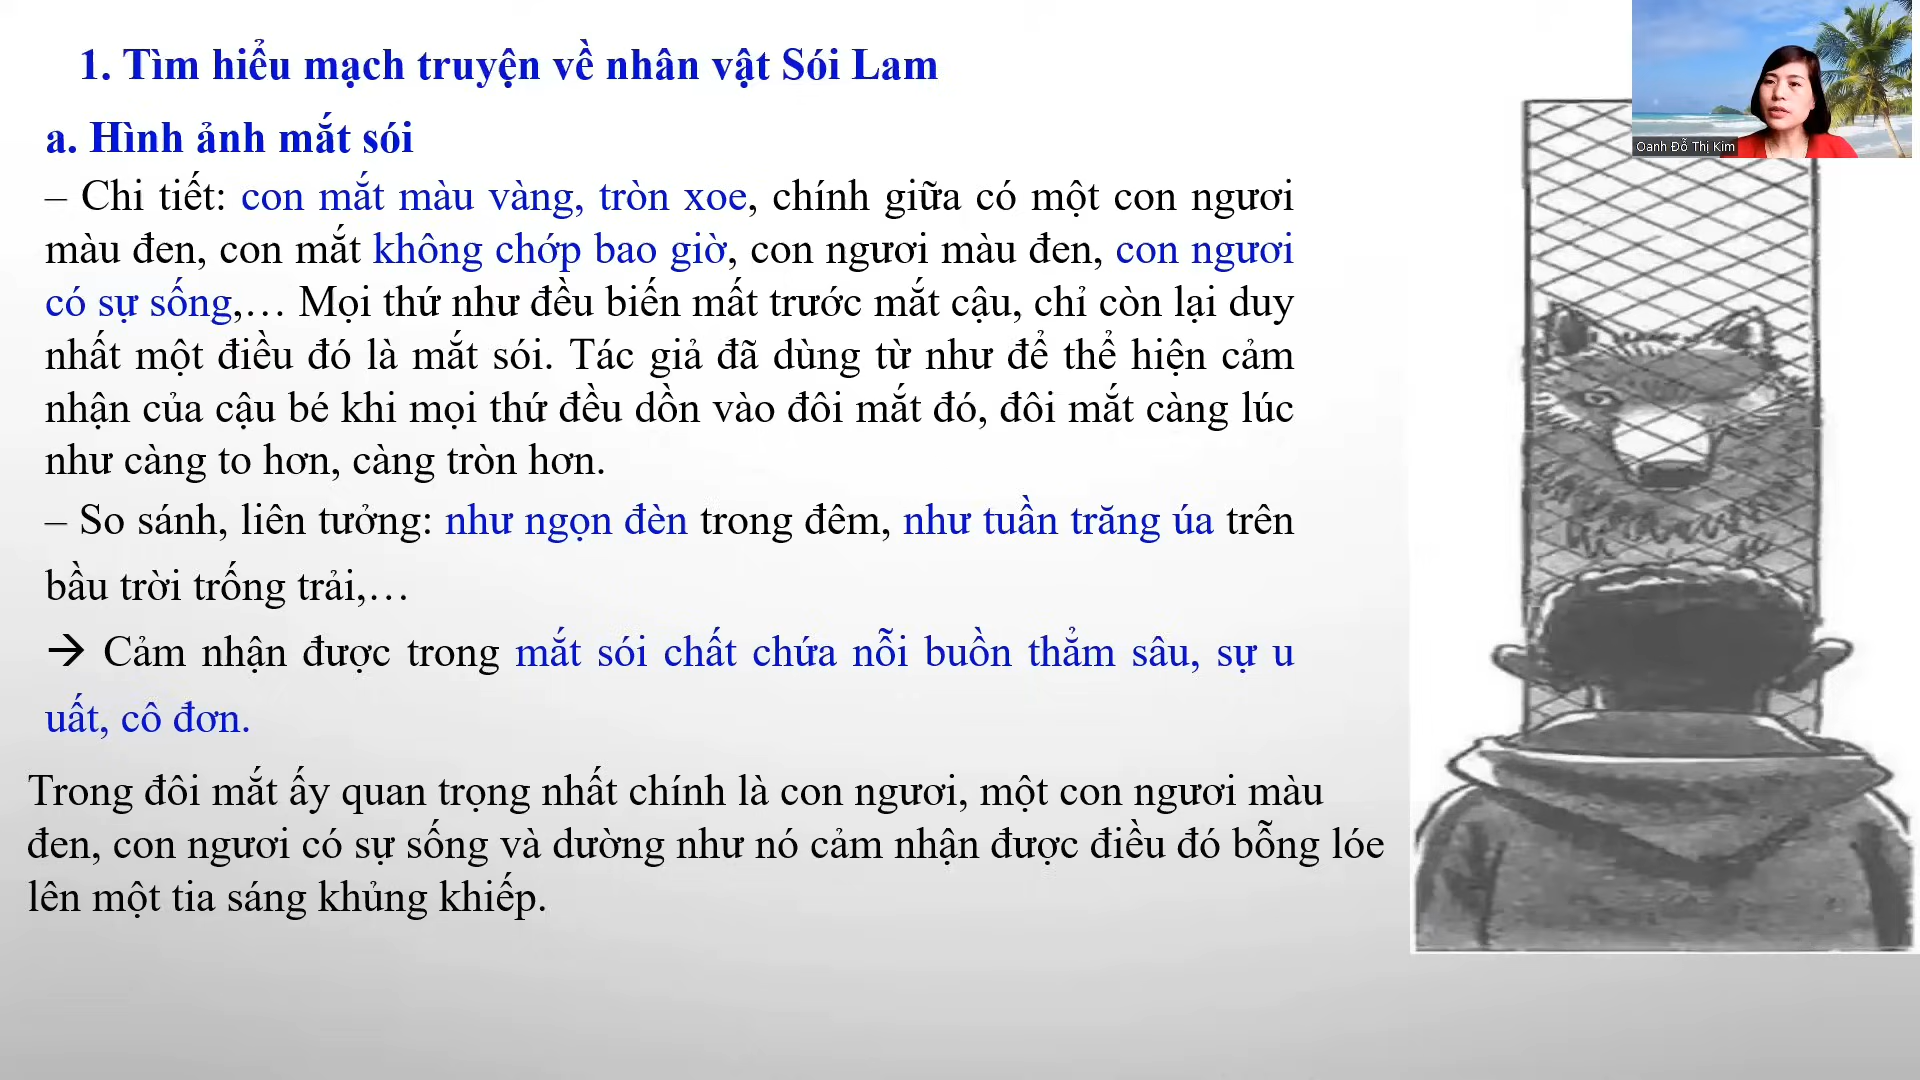 1. Tìm hiểu mạch truyện về nhân vật Sói Lam
a. Hình ảnh mắt sói
– Chi tiết: con mắt màu vàng, tròn xoe, chính giữa có một con ngươi
màu đen, con mắt không chớp bao giờ, con ngươi màu đen, con ngươi
có sự sống,… Mọi thứ như đều biến mất trước mắt cậu, chỉ còn lại duy
nhất một điều đó là mắt sói. Tác giả đã dùng từ như để thể hiện cảm
nhận của cậu bé khi mọi thứ đều dồn vào đôi mắt đó, đôi mắt càng lúc
như càng to hơn, càng tròn hơn.
– So sánh, liên tưởng: như ngọn đèn trong đêm, như tuần trăng úa trên
bầu trời trống trải,…
→ Cảm nhận được trong mắt sói chất chứa nỗi buồn thẳm sâu, sự u
uất, cô đơn.
Trong đôi mắt ấy quan trọng nhất chính là con ngươi, một con ngươi màu
đen, con ngươi có sự sống và dường như nó cảm nhận được điều đó bỗng lóe
lên một tia sáng khủng khiếp.
Oanh Đỗ Thị Kim